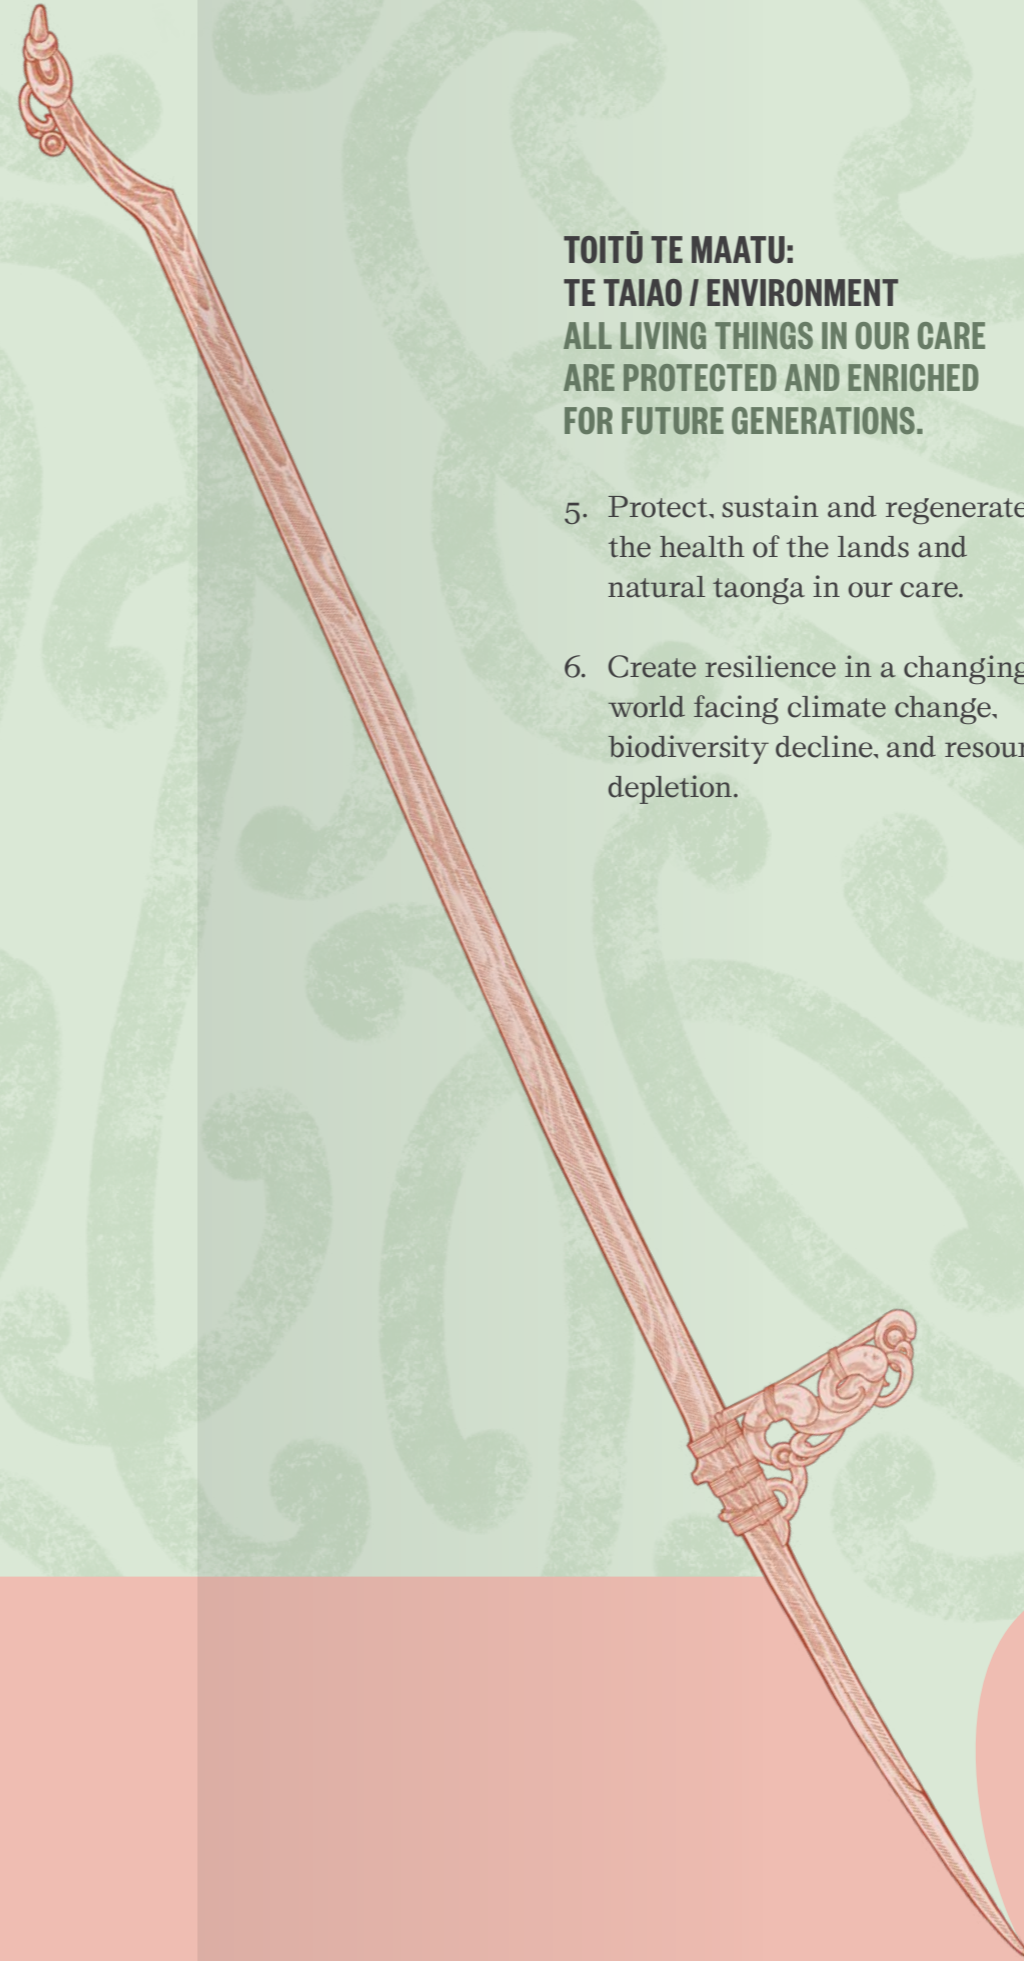 TOITŪ TE MAATU:
TE TAIAO / ENVIRONMENT
ALL LIVING THINGS IN OUR CARE
ARE PROTECTED AND ENRICHED
FOR FUTURE GENERATIONS.
5. Protect, sustain and regenerate
the health of the lands and
natural taonga in our care.
6. Create resilience in a changing
world facing climate change,
biodiversity decline, and
depletion.